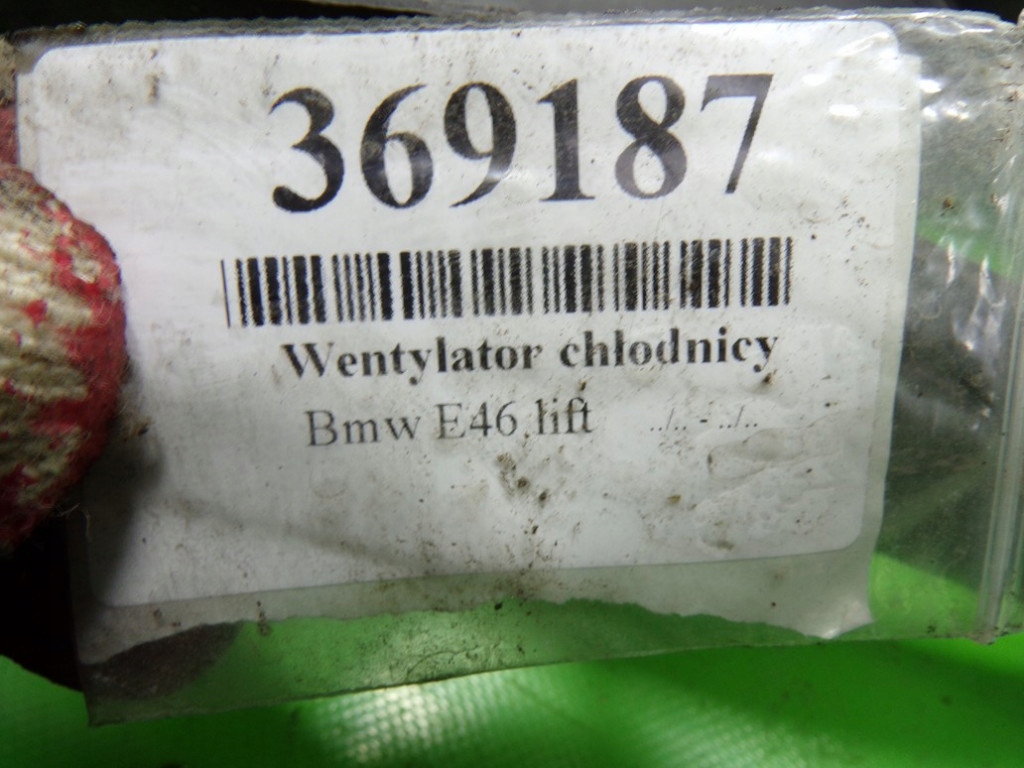 369187
Wentylator chłodnicy
Bmw E46 lift ../.. - ../..